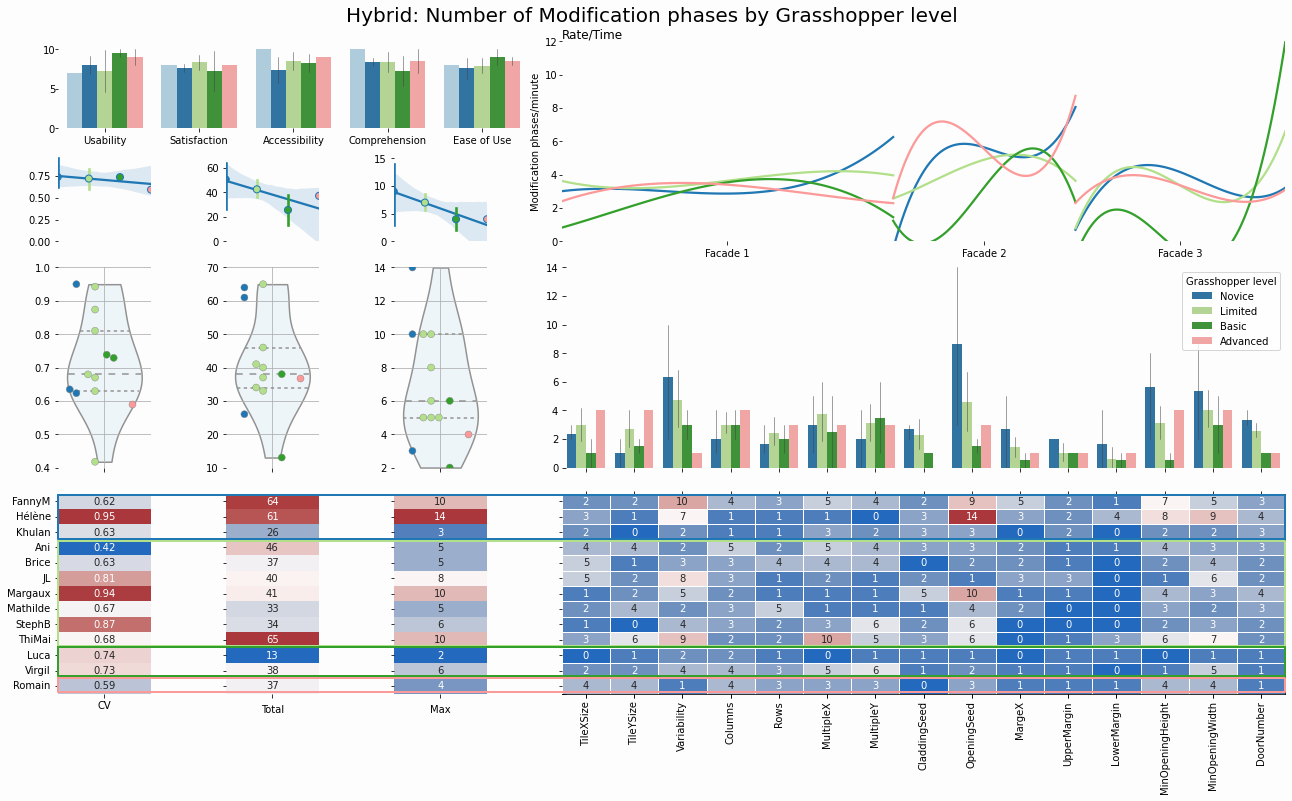 Hybrid: Number of Modification phases by Grasshopper level
10
5
0
Usability Satisfaction Accessibility Comprehension Ease of Use
Rate/Time
Modification phases/minute
12
10
8
6
4
2
0
Facade 1 Facade 2 Facade 3
0.75
0.50
0.25
0.00
60
40
20
0
15
10
5
0
1.0
0.9
0.8
0.7
0.6
0.5
0.4
70
60
50
40
30
20
10
14
12
10
8
6
4
2
14
12
10
8
6
4
2
0
Grasshopper level
Novice
Limited
Basic
Advanced
FannyM 0.62 64 10 2 2 10 4 3 5 4 2 9 5 2 1 7 5 3
Hélène 0.95 61 14 3 1 7 1 1 1 0 3 14 3 2 4 8 9 4
Khulan 0.63 26 3 2 0 2 1 1 3 2 3 3 0 2 0 2 2 3
Ani 0.42 46 5 4 4 2 5 2 5 4 3 3 2 1 1 4 3 3
Brice 0.63 37 5 5 1 3 3 4 4 4 0 2 2 1 0 2 4 2
JL 0.81 40 8 5 2 8 3 1 2 1 2 1 3 3 0 1 6 2
Margaux 0.94 41 10 1 2 5 2 1 1 1 5 10 1 1 0 4 3 4
Mathilde 0.67 33 5 2 4 2 3 5 1 1 1 4 2 0 0 3 2 3
StephB 0.87 34 6 1 0 4 3 1 3 6 2 6 0 1 0 2 3 2
ThiMai 0.68 65 10 3 6 9 2 2 10 5 3 6 0 1 3 6 7 2
Luca 0.74 13 2 0 1 2 2 1 0 1 1 1 0 1 1 0 1 1
Virgil 0.73 38 6 2 2 4 4 3 5 6 1 2 1 1 0 1 5 1
Romain 0.59 37 4 4 4 1 4 3 3 3 0 3 1 1 1 4 4 1
CV Total Max TileXSize TileYSize Variability Columns Rows MultipleX MultipleY CladdingSeed OpeningSeed MargeX UpperMargin LowerMargin MinOpeningHeight MinOpeningWidth DoorNumber